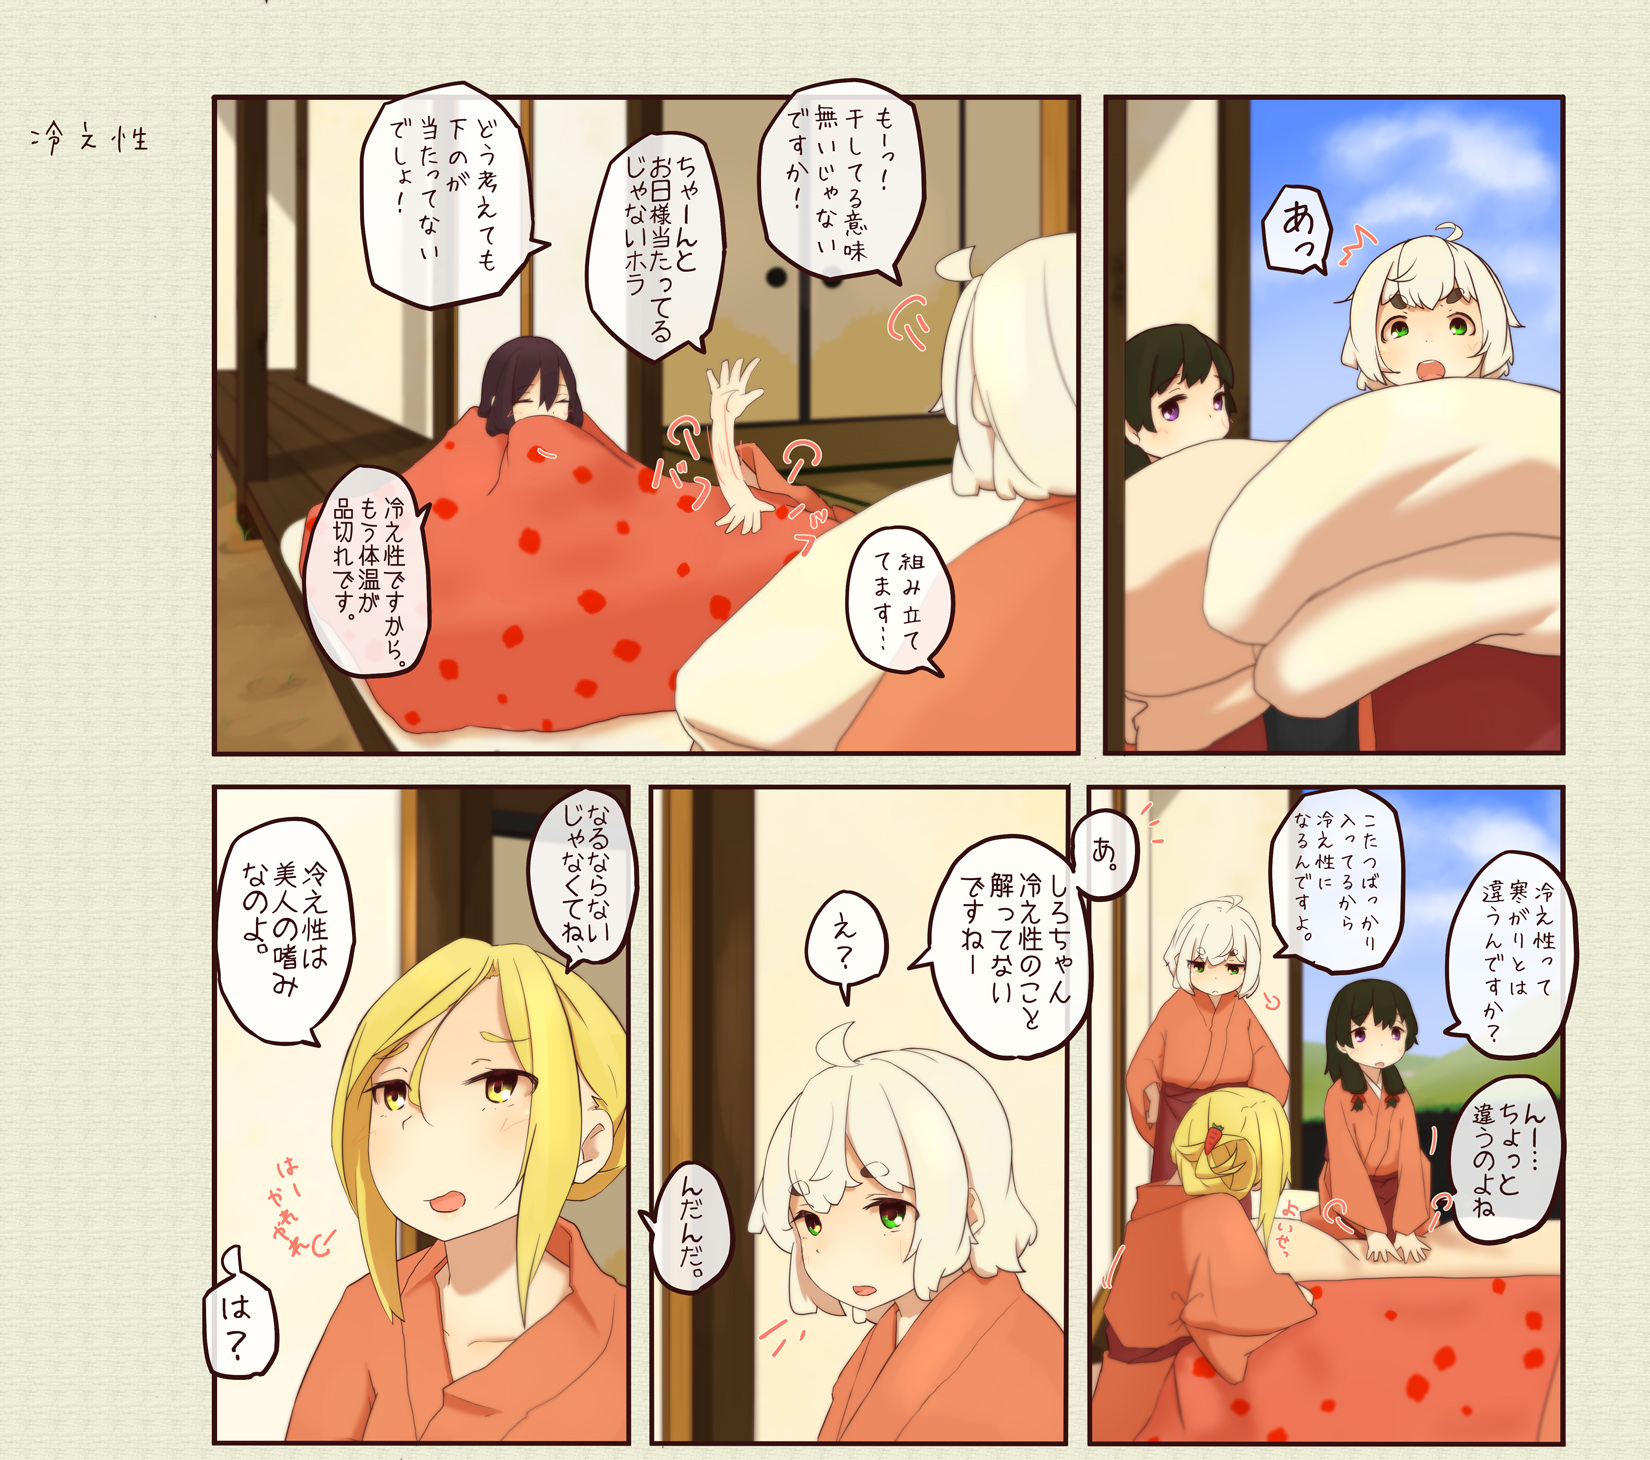 冷え性
あっ
もーっ!
干してる意味
無いじゃない
ですか!
ちゃーんと
お日様当たってる
じゃないホラ
どう考えても
下のが
当たってない
でしょ!
組み立て
てます…
冷え性ですから。
もう体温が
品切れです。
冷え性って
寒がりとは
違うんですか?
んー…
ちょっと
違うのよね
こたつばっかり
入ってるから
冷え性に
なるんですよ。
よいせっ
あ。
しろちゃん
冷え性のこと
解ってない
ですねー
え?
んだんだ。
なるならない
じゃなくてね、
冷え性は
美人の嗜み
なのよ。
はー
やれ
やれ
は?